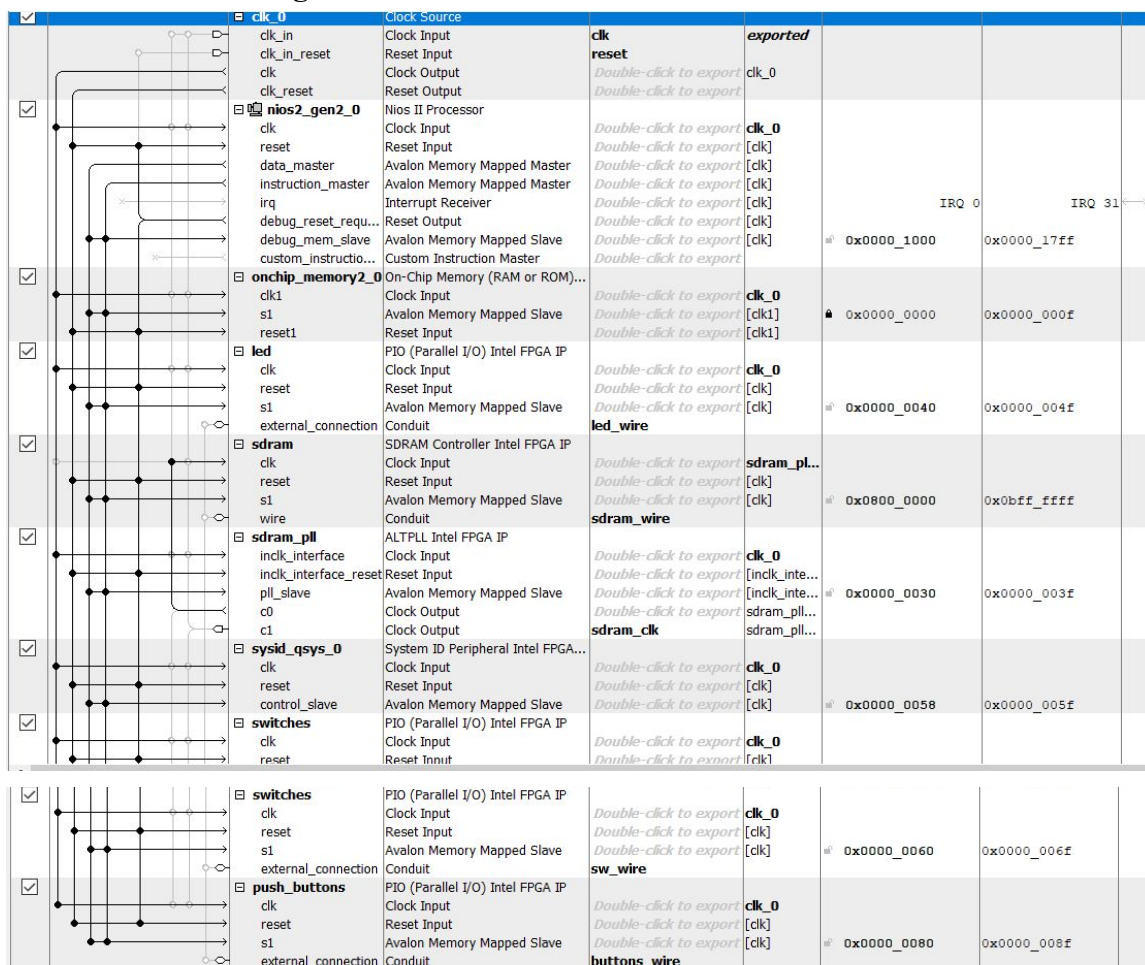 clk_0 Clock Source
clk_in Clock Input clk exported
clk_in_reset Reset Input reset
clk Clock Output Double-click to export clk_0
clk_reset Reset Output Double-click to export
nios2_gen2_0 Nios II Processor
clk Clock Input Double-click to export clk_0
reset Reset Input Double-click to export [clk]
data_master Avalon Memory Mapped Master Double-click to export [clk]
instruction_master Avalon Memory Mapped Master Double-click to export [clk]
irq Interrupt Receiver Double-click to export [clk] IRQ 0 IRQ 31
debug_reset_requ... Reset Output Double-click to export [clk]
debug_mem_slave Avalon Memory Mapped Slave Double-click to export [clk] 0x0000_1000 0x0000_17ff
custom_instructio... Custom Instruction Master Double-click to export
onchip_memory2_0 On-Chip Memory (RAM or ROM)...
clk1 Clock Input Double-click to export clk_0
s1 Avalon Memory Mapped Slave Double-click to export [clk1] 0x0000_0000 0x0000_000f
reset1 Reset Input Double-click to export [clk1]
led PIO (Parallel I/O) Intel FPGA IP
clk Clock Input Double-click to export clk_0
reset Reset Input Double-click to export [clk]
s1 Avalon Memory Mapped Slave Double-click to export [clk] 0x0000_0040 0x0000_004f
external_connection Conduit led_wire
sdram SDRAM Controller Intel FPGA IP
clk Clock Input Double-click to export sdram_pl...
reset Reset Input Double-click to export [clk]
s1 Avalon Memory Mapped Slave Double-click to export [clk] 0x0800_0000 0x0bff_ffff
wire Conduit sdram_wire
sdram_pll ALTPLL Intel FPGA IP
inclk_interface Clock Input Double-click to export clk_0
inclk_interface_reset Reset Input Double-click to export [inclk_inte...
pll_slave Avalon Memory Mapped Slave Double-click to export [inclk_inte... 0x0000_0030 0x0000_003f
c0 Clock Output Double-click to export sdram_pll...
c1 Clock Output sdram_clk sdram_pll...
sysid_qsys_0 System ID Peripheral Intel FPGA...
clk Clock Input Double-click to export clk_0
reset Reset Input Double-click to export [clk]
control_slave Avalon Memory Mapped Slave Double-click to export [clk] 0x0000_0058 0x0000_005f
switches PIO (Parallel I/O) Intel FPGA IP
clk Clock Input Double-click to export clk_0
reset Reset Input Double-click to export [clk]
switches PIO (Parallel I/O) Intel FPGA IP
clk Clock Input Double-click to export clk_0
reset Reset Input Double-click to export [clk]
s1 Avalon Memory Mapped Slave Double-click to export [clk] 0x0000_0060 0x0000_006f
external_connection Conduit sw_wire
push_buttons PIO (Parallel I/O) Intel FPGA IP
clk Clock Input Double-click to export clk_0
reset Reset Input Double-click to export [clk]
s1 Avalon Memory Mapped Slave Double-click to export [clk] 0x0000_0080 0x0000_008f
external_connection Conduit buttons_wire